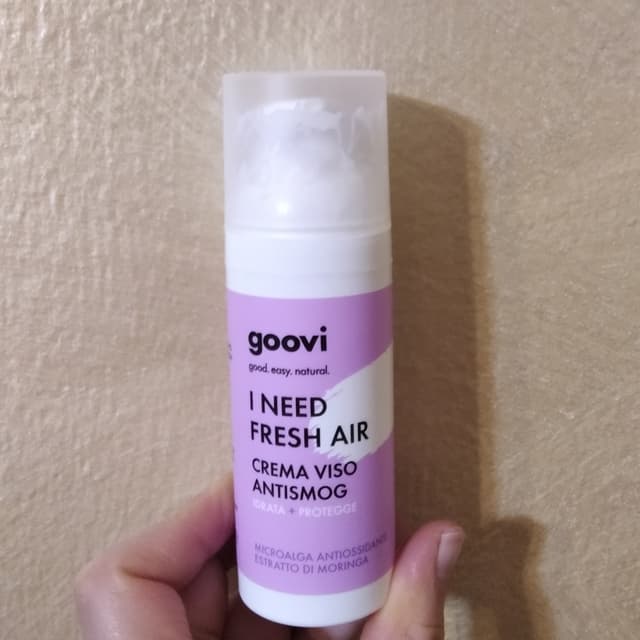 goovi
good. easy. natural.
I NEED
FRESH AIR
CREMA VISO
ANTISMOG
IDRATA + PROTEGGE
MICROALGA ANTIOSSIDANTE
ESTRATTO DI MORINGA